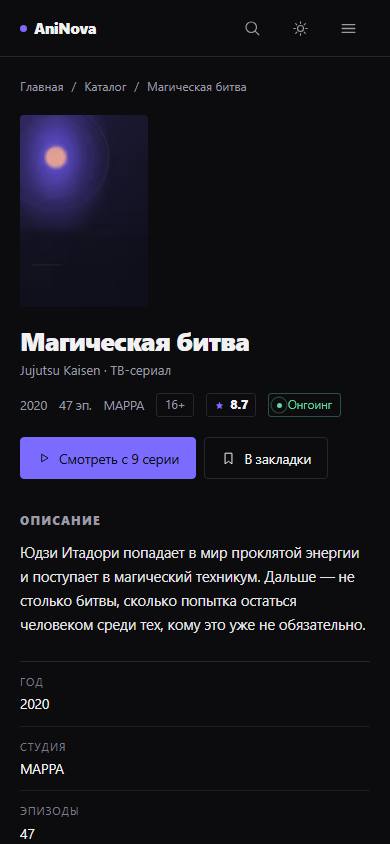 AniNova
Главная / Каталог / Магическая битва
Магическая битва
Jujutsu Kaisen · ТВ-сериал
2020 47 эп. MAPPA 16+ 8.7 Онгоинг
Смотреть с 9 серии В закладки
ОПИСАНИЕ
Юдзи Итадори попадает в мир проклятой энергии
и поступает в магический техникум. Дальше — не
столько битвы, сколько попытка остаться
человеком среди тех, кому это уже не обязательно.
ГОД
2020
СТУДИЯ
MAPPA
ЭПИЗОДЫ
47